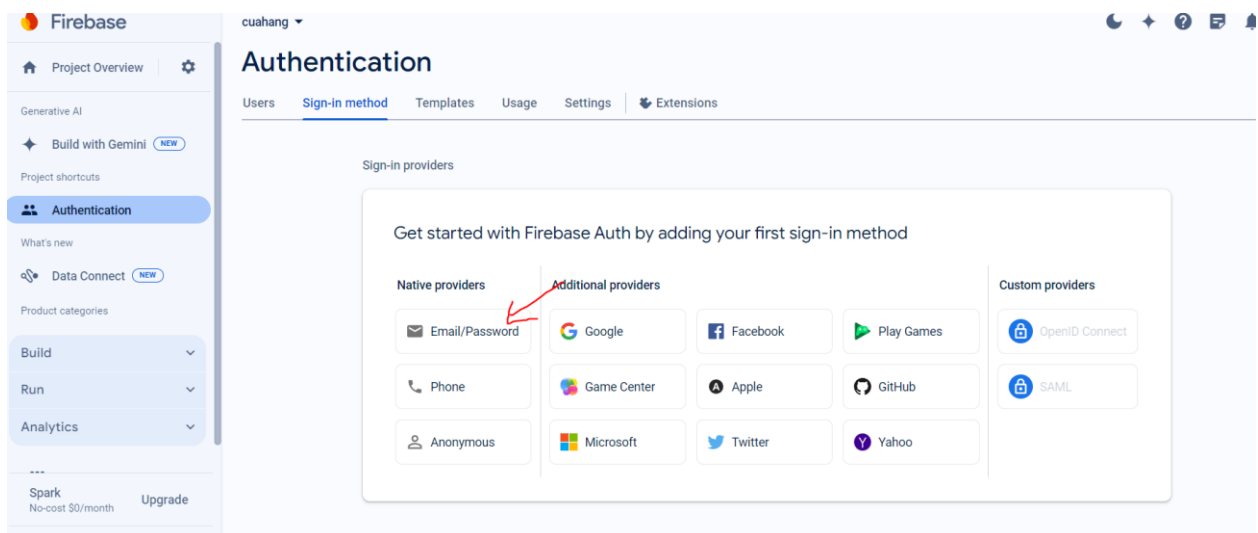 Firebase
cuahang
Project Overview
Authentication
Users Sign-in method Templates Usage Settings Extensions
Generative AI
Build with Gemini NEW
Project shortcuts
Authentication
What's new
Data Connect NEW
Product categories
Build
Run
Analytics
Spark
No-cost $0/month
Upgrade
Sign-in providers
Get started with Firebase Auth by adding your first sign-in method
Native providers
Email/Password
Phone
Anonymous
Additional providers
Google Facebook Play Games
Game Center Apple GitHub
Microsoft Twitter Yahoo
Custom providers
OpenID Connect
SAML